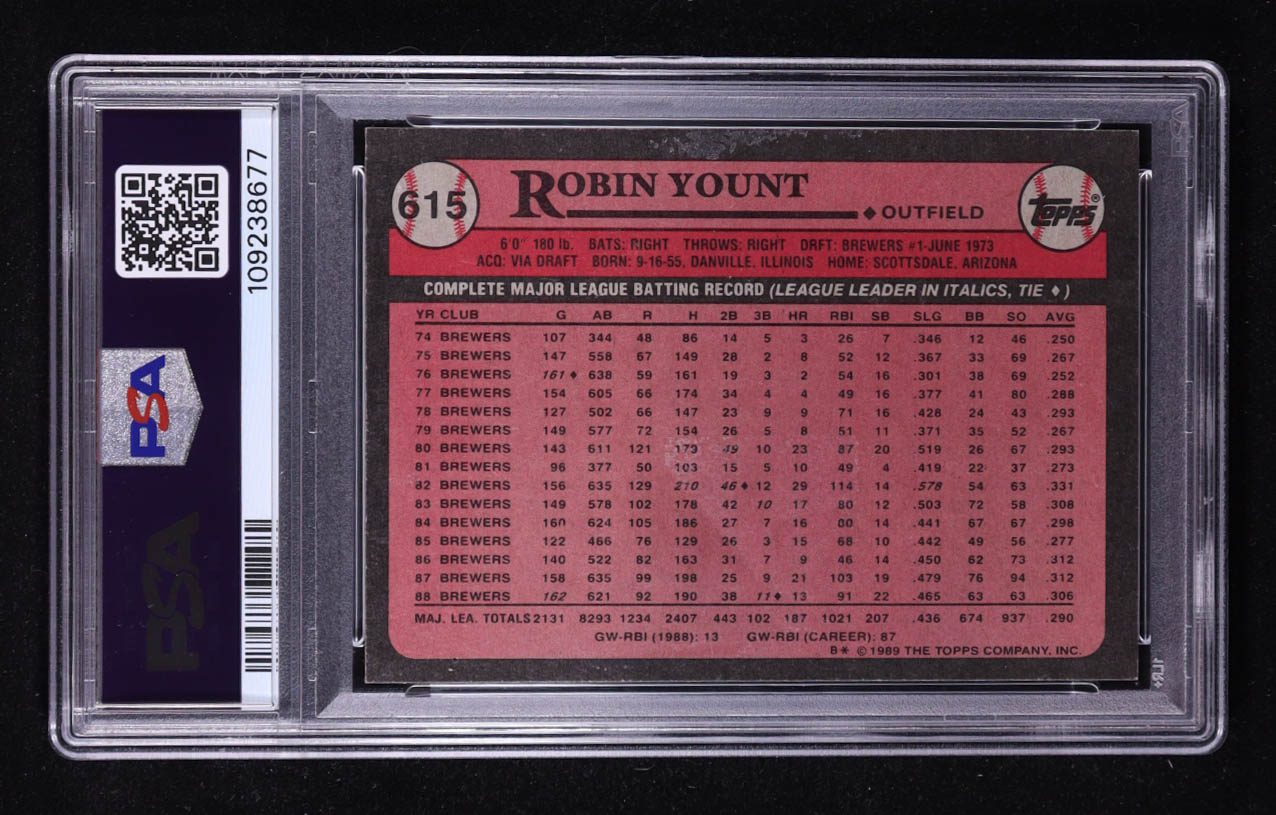 109238677
PSA
PSA
615
ROBIN YOUNT
◆ OUTFIELD
Topps®
6'0" 180 lb. BATS: RIGHT THROWS: RIGHT DRFT: BREWERS #1-JUNE 1973
ACQ: VIA DRAFT BORN: 9-16-55, DANVILLE, ILLINOIS HOME: SCOTTSDALE, ARIZONA
COMPLETE MAJOR LEAGUE BATTING RECORD (LEAGUE LEADER IN ITALICS, TIE ♦)
YR CLUB G AB R H 2B 3B HR RBI SB SLG BB SO AVG
74 BREWERS 107 344 48 86 14 5 3 26 7 .346 12 46 .250
75 BREWERS 147 558 67 149 28 2 8 52 12 .367 33 69 .267
76 BREWERS 161♦ 638 59 161 19 3 2 54 16 .301 38 69 .252
77 BREWERS 154 605 66 174 34 4 4 49 16 .377 41 80 .288
78 BREWERS 127 502 66 147 23 9 9 71 16 .428 24 43 .293
79 BREWERS 149 577 72 154 26 5 8 51 11 .371 35 52 .267
80 BREWERS 143 611 121 179 49 10 23 87 20 .519 26 67 .293
81 BREWERS 96 377 50 103 15 5 10 49 4 .419 22 37 .273
82 BREWERS 156 635 129 210 46♦ 12 29 114 14 .578 54 63 .331
83 BREWERS 149 578 102 178 42 10 17 80 12 .503 72 58 .308
84 BREWERS 160 624 105 186 27 7 16 80 14 .441 67 67 .298
85 BREWERS 122 466 76 129 26 3 15 68 10 .442 49 56 .277
86 BREWERS 140 522 82 163 31 7 9 46 14 .450 62 73 .312
87 BREWERS 158 635 99 198 25 9 21 103 19 .479 76 94 .312
88 BREWERS 162 621 92 190 38 11♦ 13 91 22 .465 63 63 .306
MAJ. LEA. TOTALS 2131 8293 1234 2407 443 102 187 1021 207 .436 674 937 .290
GW-RBI (1988): 13 GW-RBI (CAREER): 87
B* © 1989 THE TOPPS COMPANY, INC.
PSA